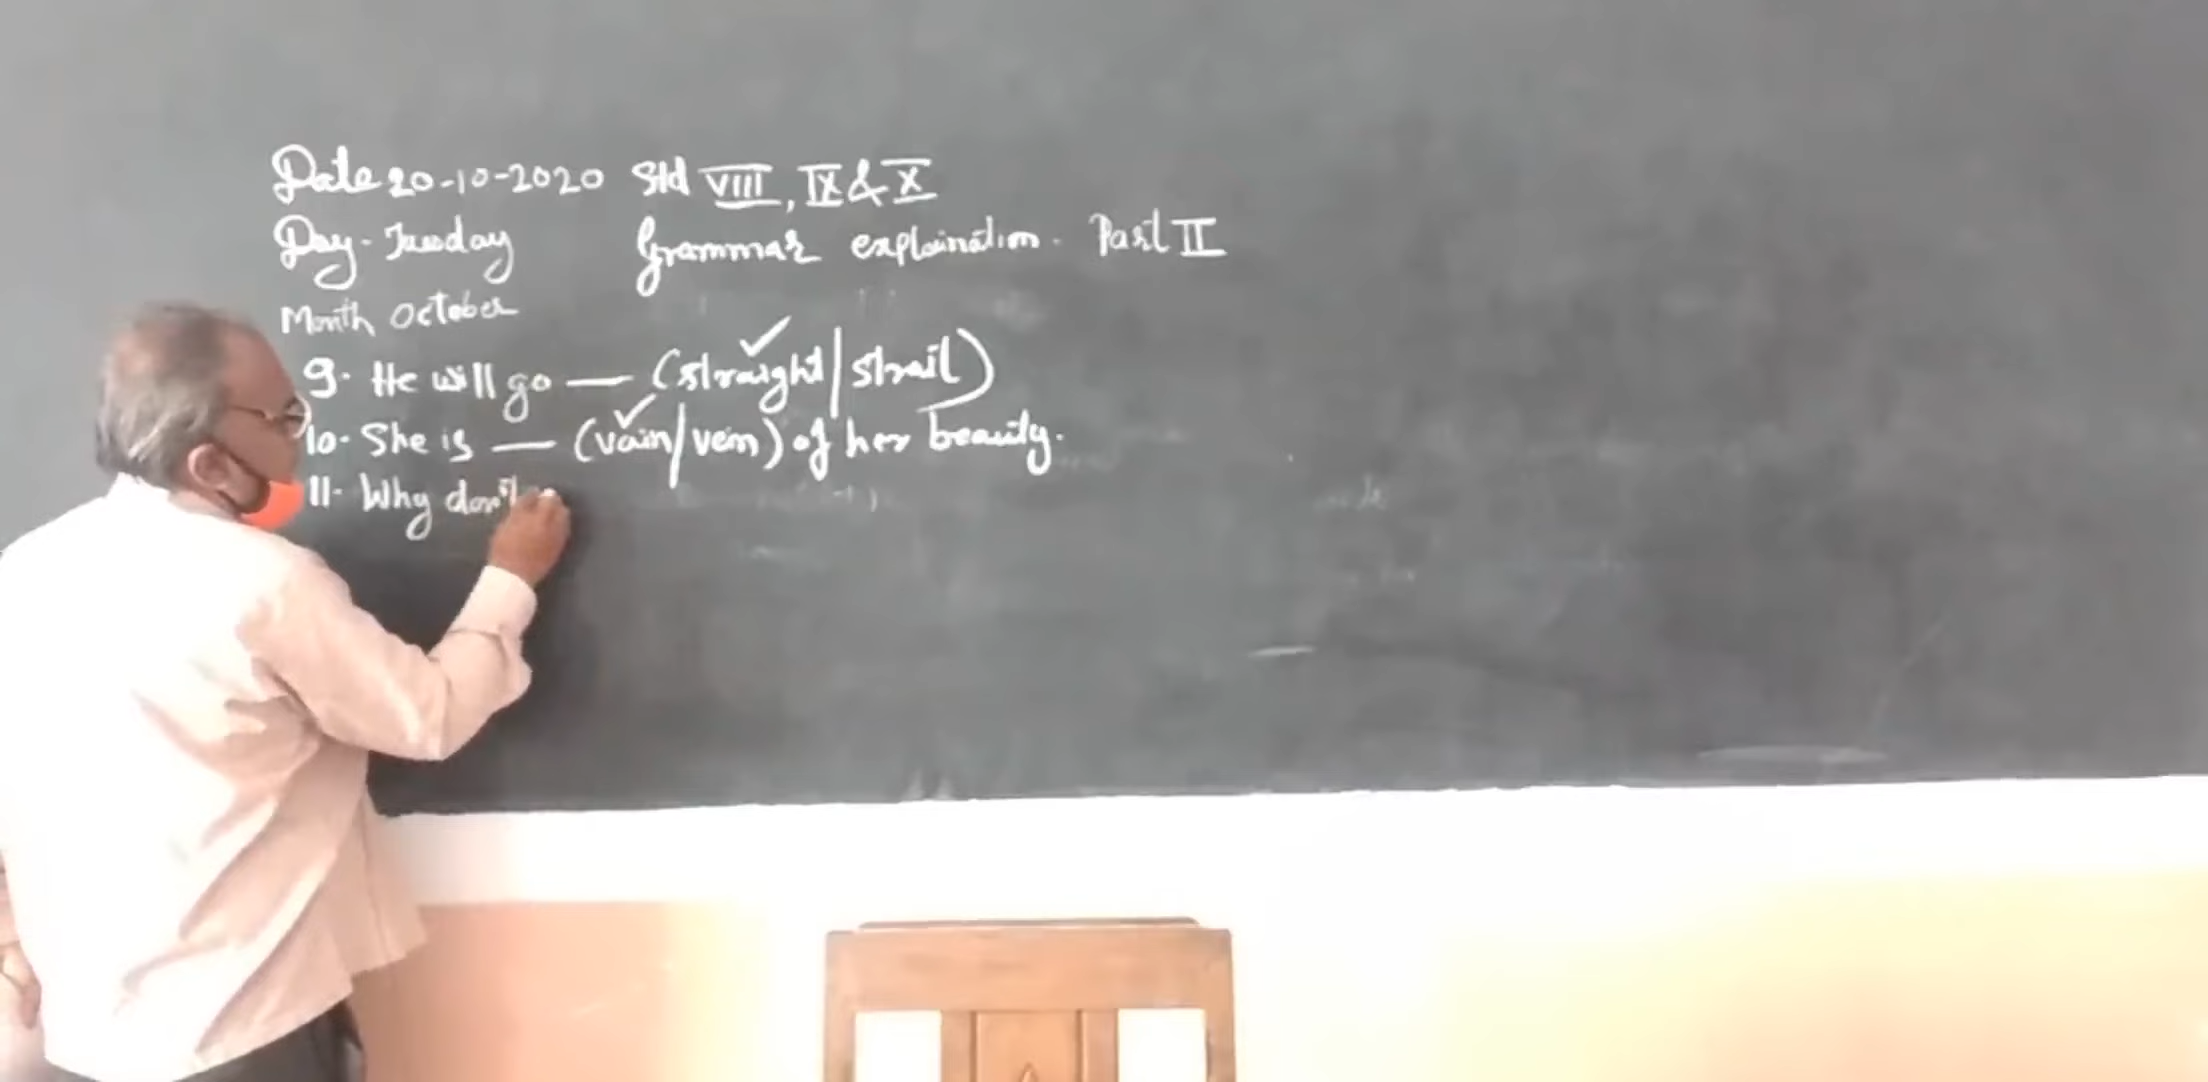 Date 20-10-2020 Std VIII, IX & X
Day - Tuesday Grammar explaination. Part II
Month October
9. He will go — (straight/strait)
10. She is — (vain/vein) of her beauty.
11. Why don't